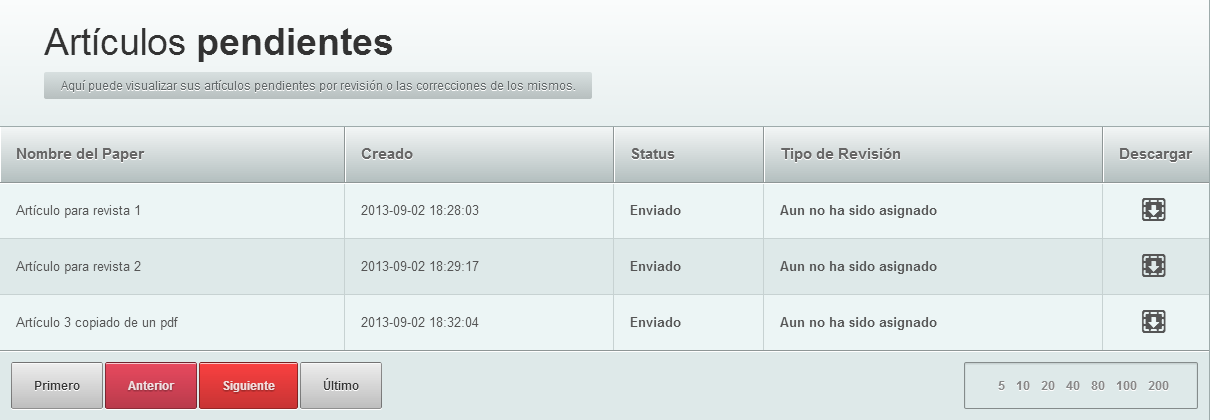 Artículos pendientes
Aquí puede visualizar sus artículos pendientes por revisión o las correcciones de los mismos.
Nombre del Paper Creado Status Tipo de Revisión Descargar
Artículo para revista 1 2013-09-02 18:28:03 Enviado Aun no ha sido asignado
Artículo para revista 2 2013-09-02 18:29:17 Enviado Aun no ha sido asignado
Artículo 3 copiado de un pdf 2013-09-02 18:32:04 Enviado Aun no ha sido asignado
Primero Anterior Siguiente Último 5 10 20 40 80 100 200